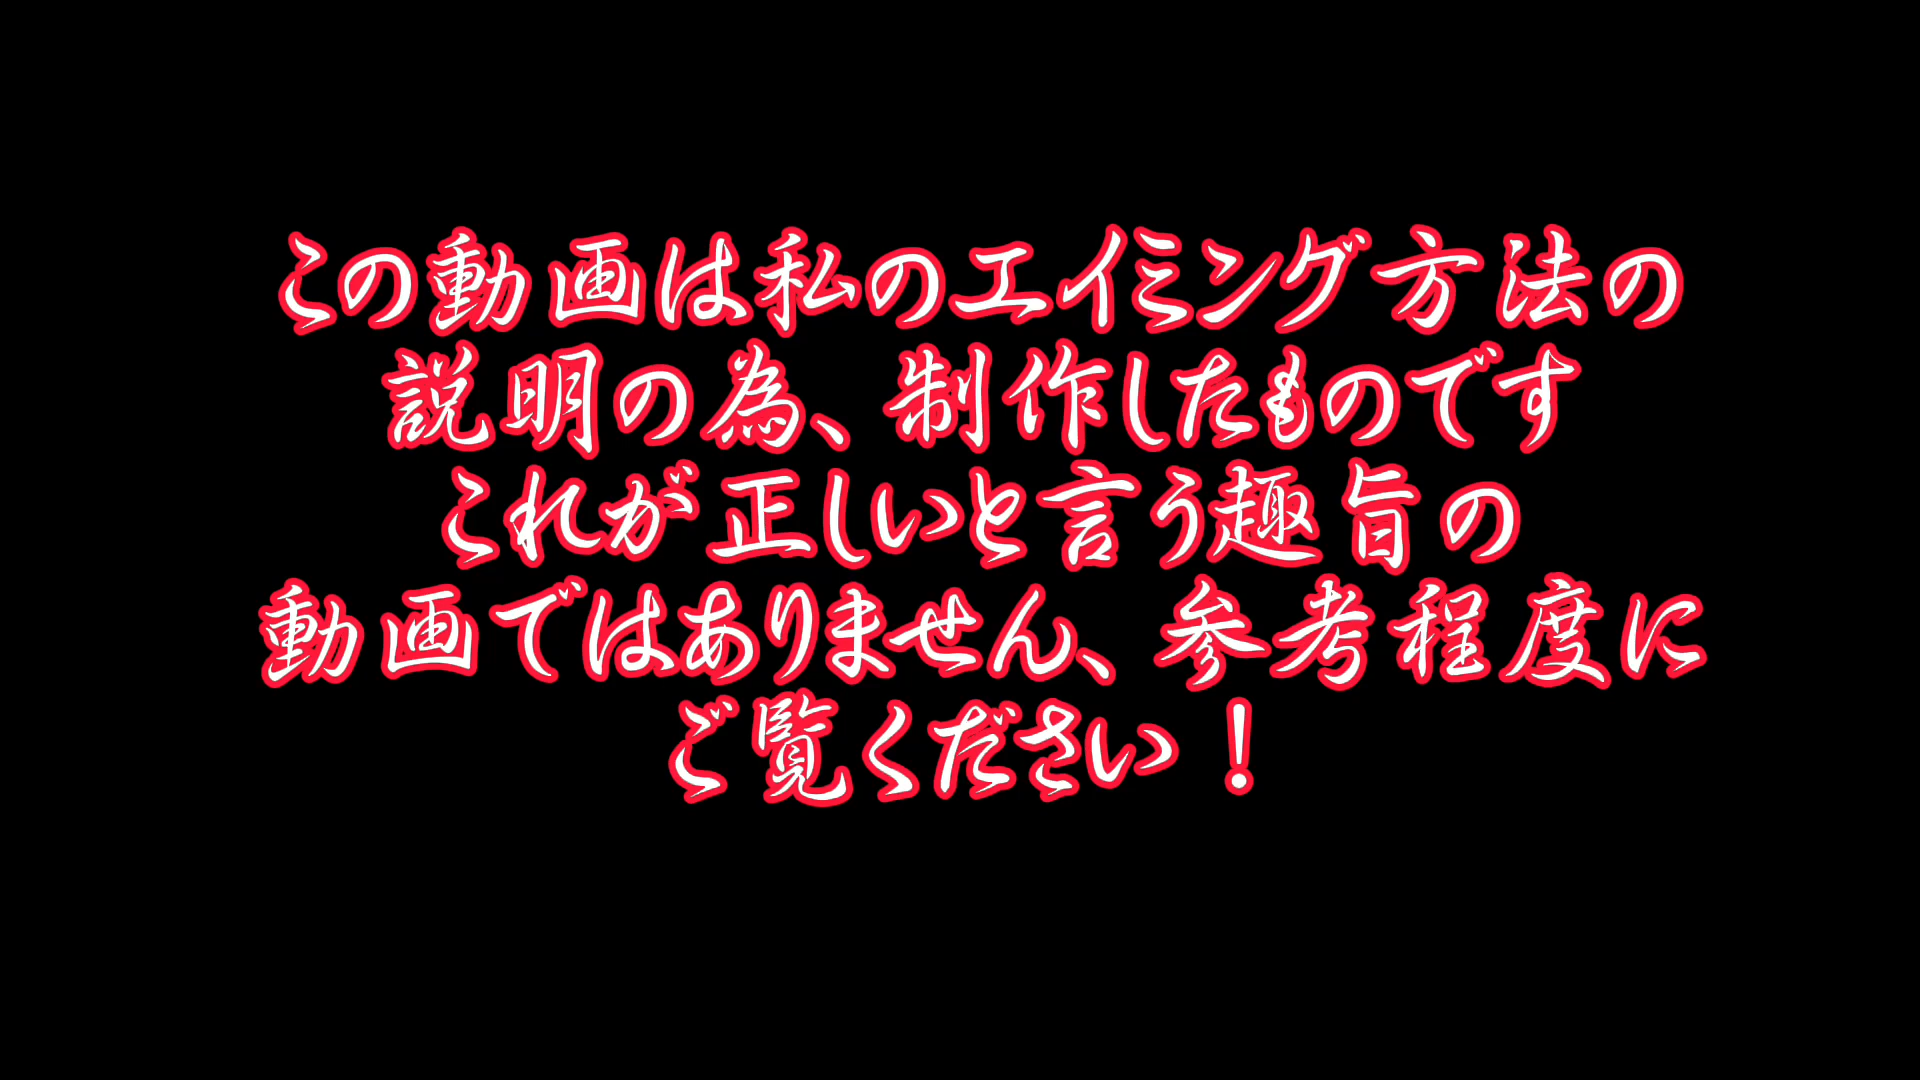 この動画は私のエイミング方法の
説明の為、制作したものです
これが正しいと言う趣旨の
動画ではありません、参考程度に
ご覧ください！